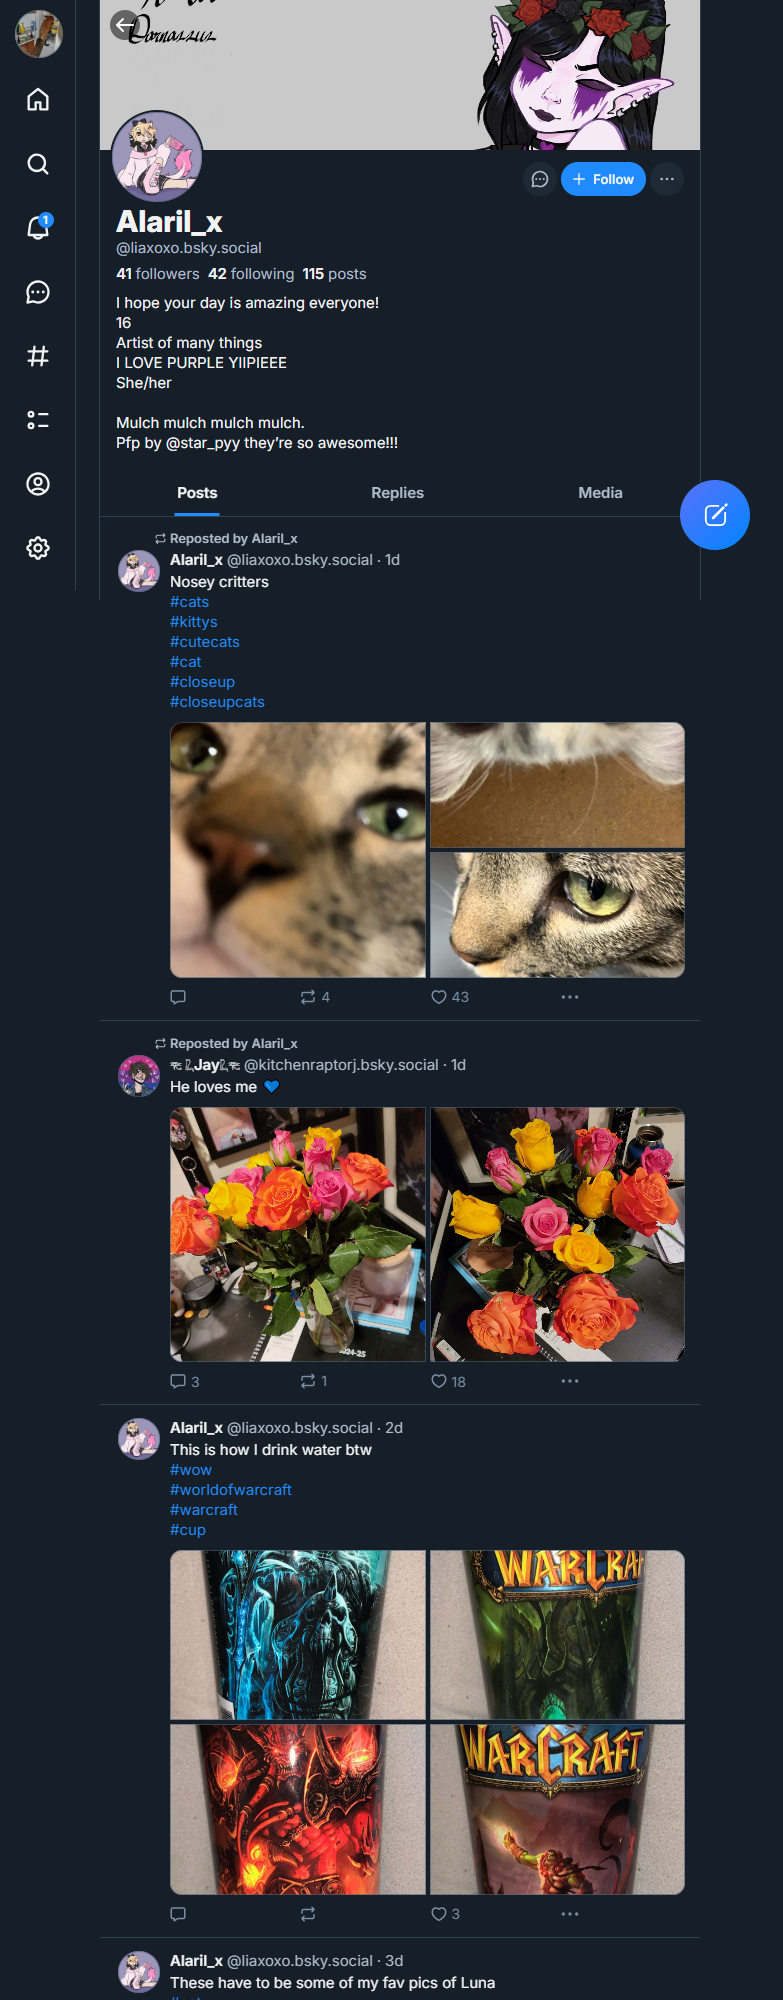 Parnassus
Alaril_x
@liaxoxo.bsky.social
41 followers 42 following 115 posts
I hope your day is amazing everyone!
16
Artist of many things
I LOVE PURPLE YIIPIEEE
She/her
Mulch mulch mulch mulch.
Pfp by @star_pyy they're so awesome!!!
+ Follow
1
Posts Replies Media
Reposted by Alaril_x
Alaril_x @liaxoxo.bsky.social · 1d
Nosey critters
#cats
#kittys
#cutecats
#cat
#closeup
#closeupcats
4 43
Reposted by Alaril_x
Jay @kitchenraptorj.bsky.social · 1d
He loves me 💙
024-25
3 1 18
Alaril_x @liaxoxo.bsky.social · 2d
This is how I drink water btw
#wow
#worldofwarcraft
#warcraft
#cup
WARCRAF
WARCRAFT
3
Alaril_x @liaxoxo.bsky.social · 3d
These have to be some of my fav pics of Luna